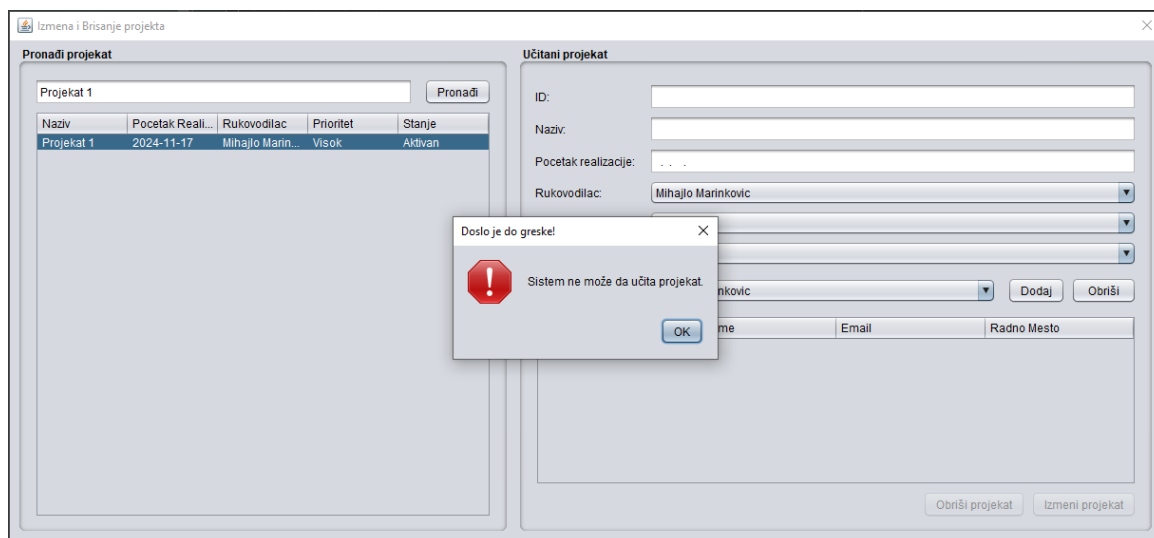 Izmena i Brisanje projekta
Pronađi projekat
Projekat 1
Pronađi
Naziv Pocetak Reali... Rukovodilac Prioritet Stanje
Projekat 1 2024-11-17 Mihajlo Marin... Visok Aktivan
Učitani projekat
ID:
Naziv:
Pocetak realizacije: . . .
Rukovodilac: Mihajlo Marinkovic
Doslo je do greske!
Sistem ne može da učita projekat.
OK
nkovic Dodaj Obriši
me Email Radno Mesto
Obriši projekat Izmeni projekat